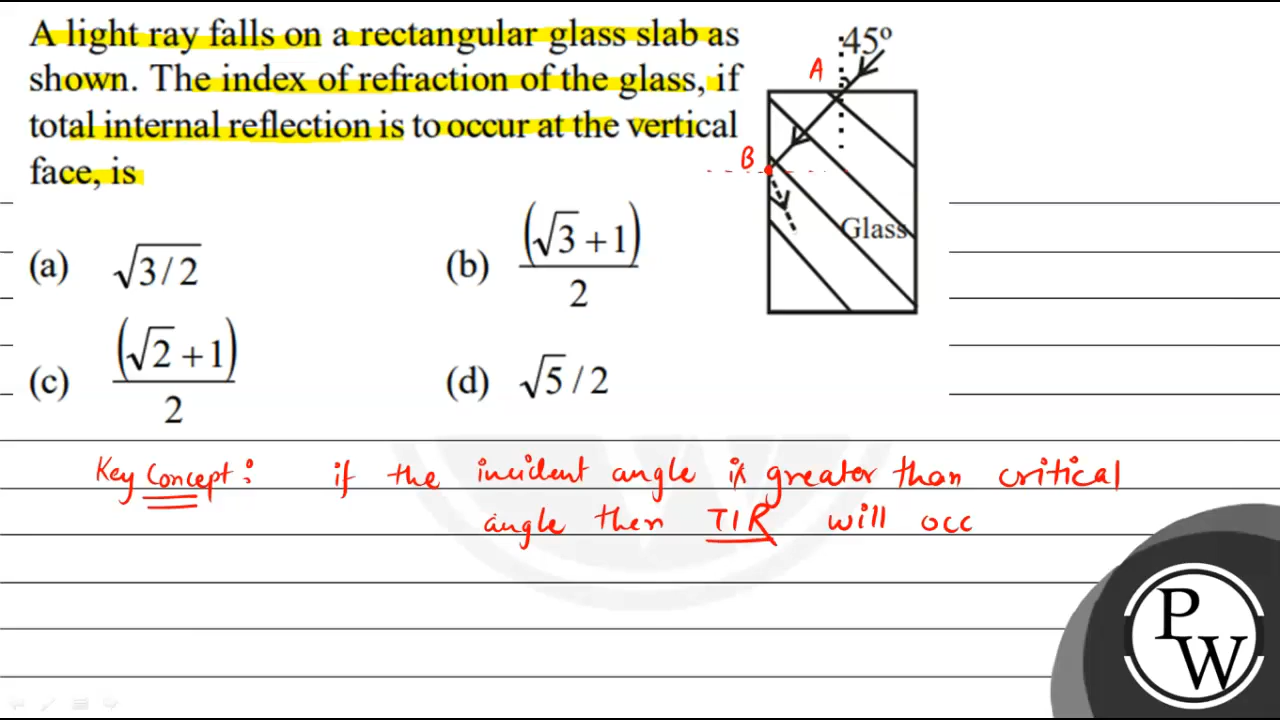 A light ray falls on a rectangular glass slab as
shown. The index of refraction of the glass, if
total internal reflection is to occur at the vertical
face, is
(a) √3/2
(b) (√3+1)/2
(c) (√2+1)/2
(d) √5/2
45º
A
B
Glass
Key Concept: if the incident angle is greater than critical
angle then TIR will occ
P
W